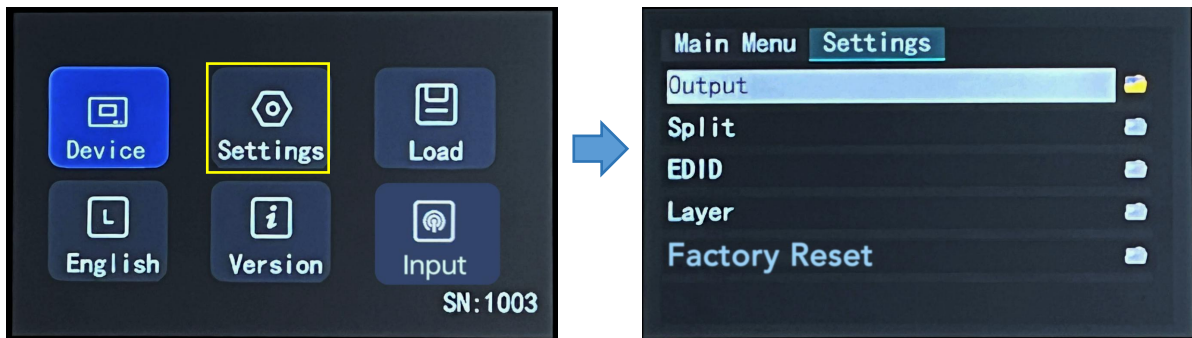 Device
Settings
Load
English
Version
Input
SN:1003
Main Menu Settings
Output
Split
EDID
Layer
Factory Reset